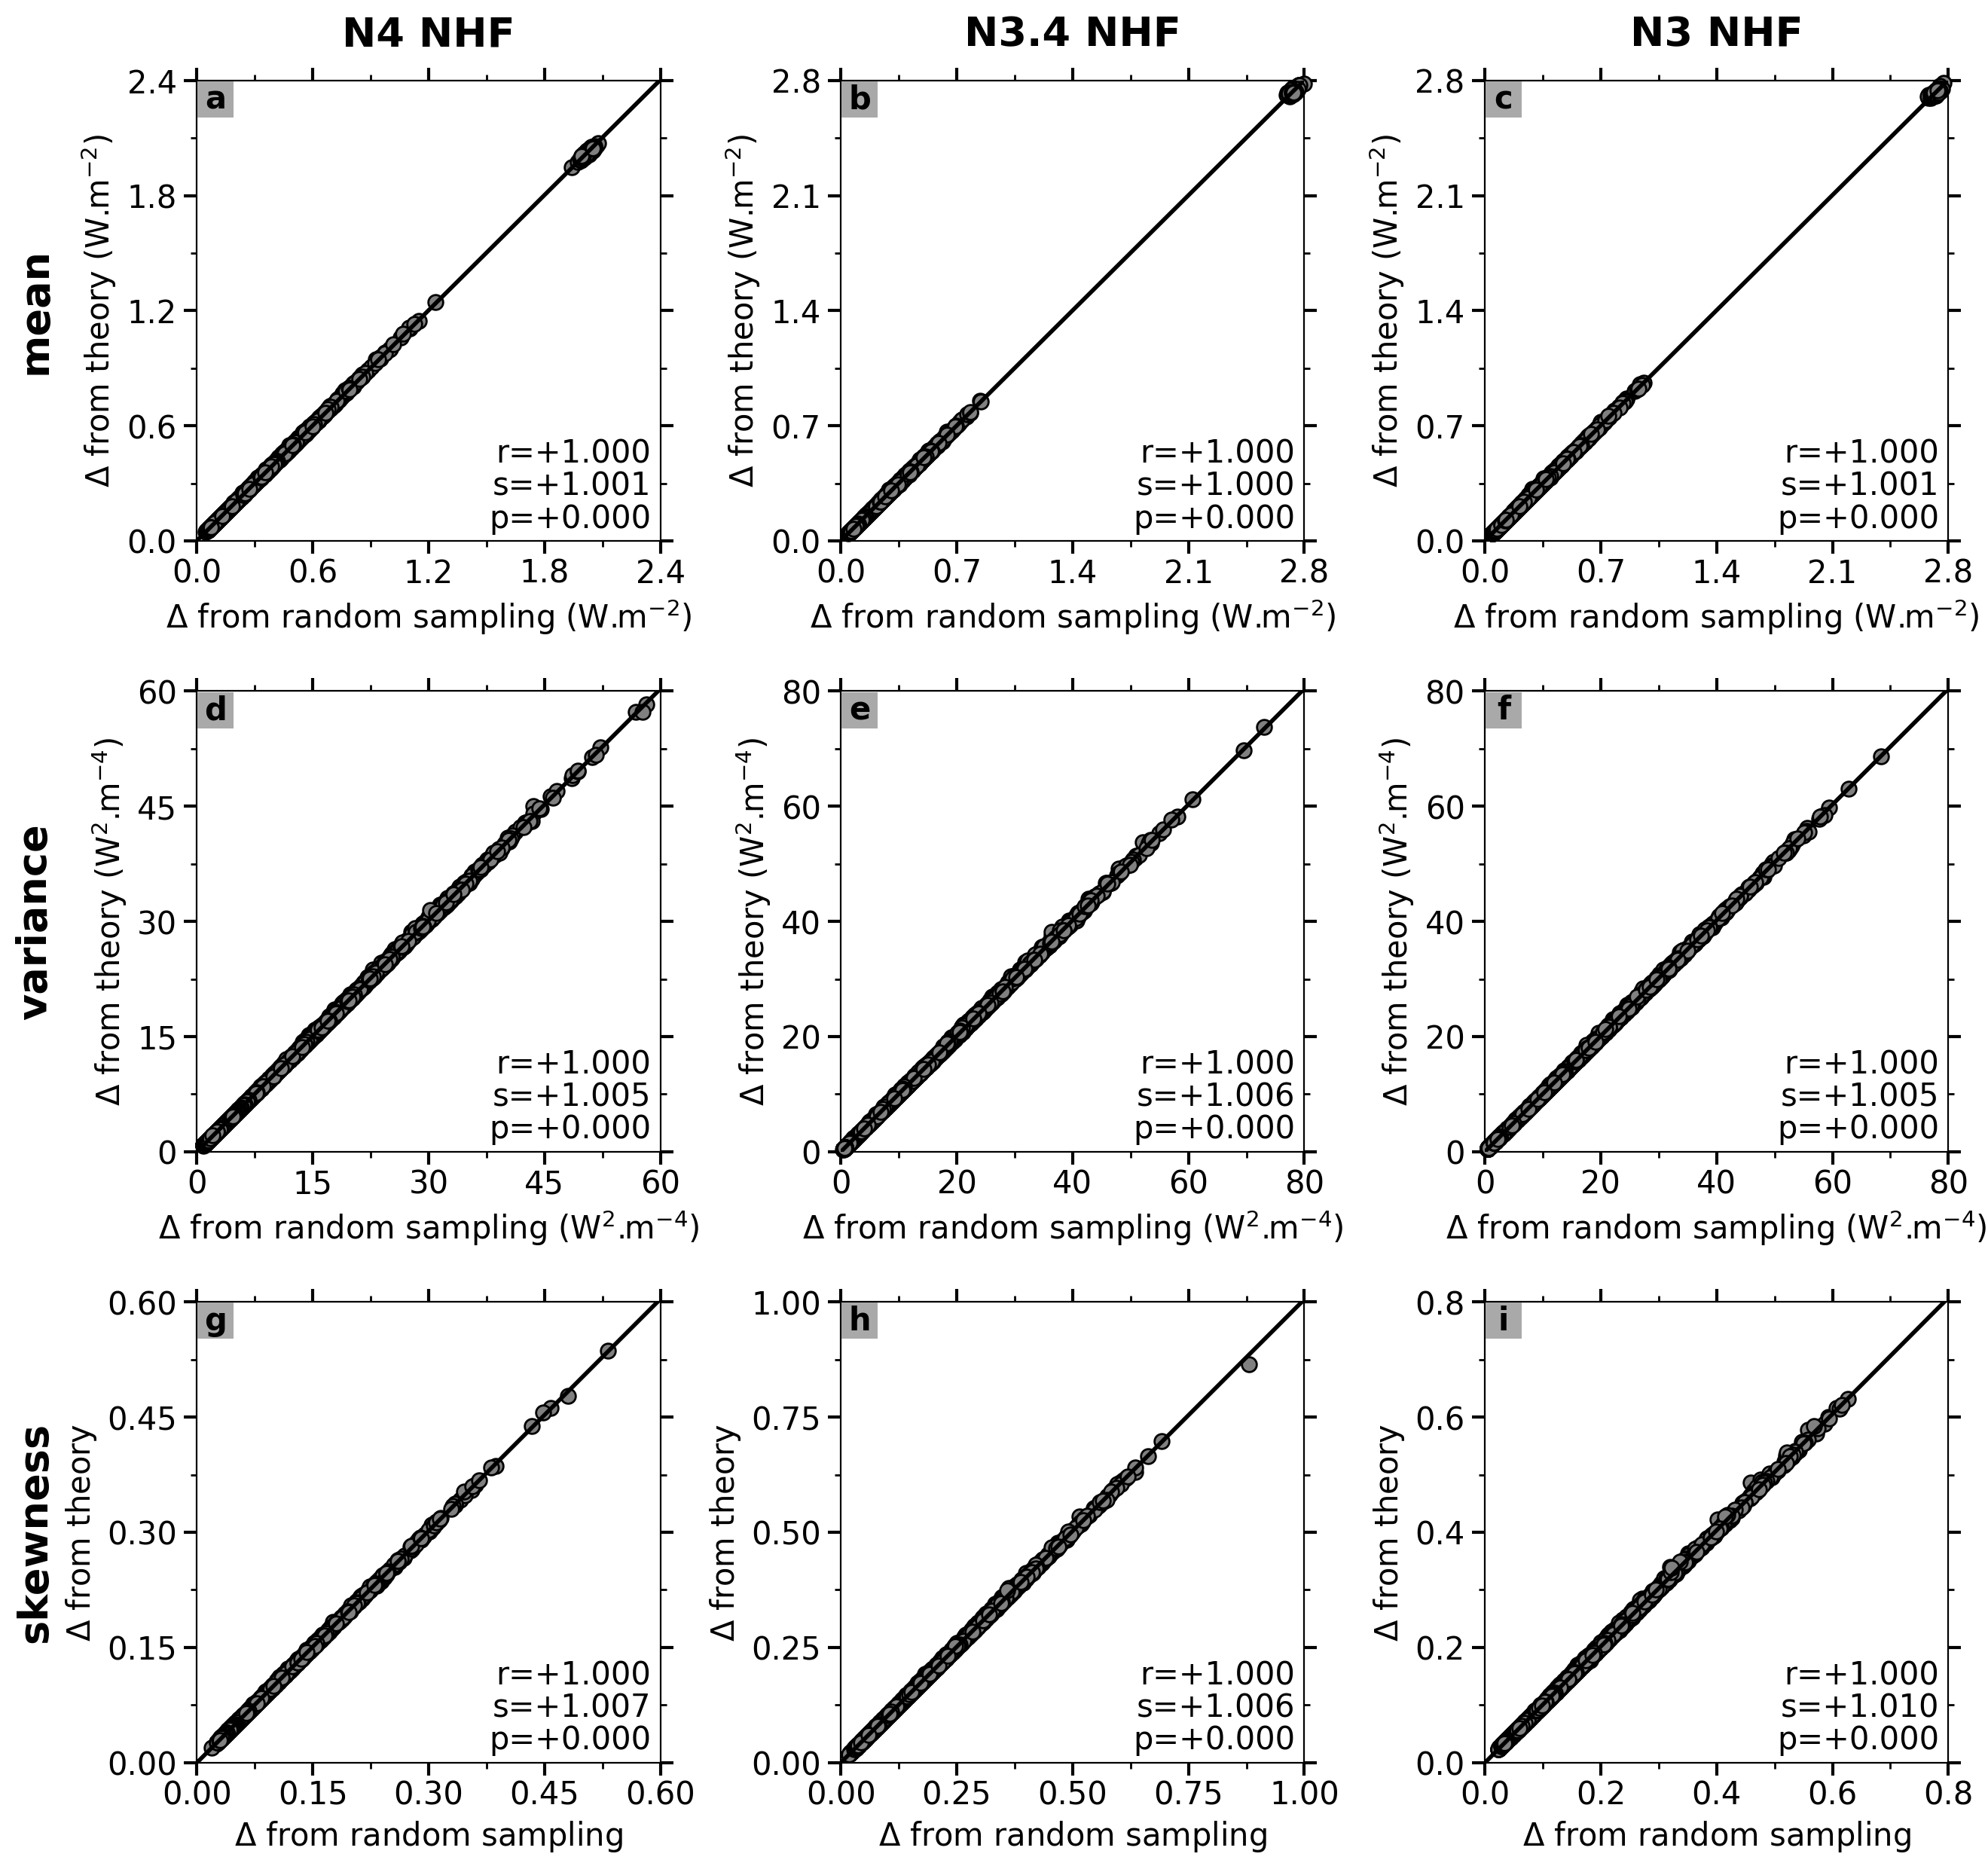 N4 NHF
N3.4 NHF
N3 NHF
mean
a
Δ from theory (W.m⁻²)
2.4
1.8
1.2
0.6
0.0
r=+1.000
s=+1.001
p=+0.000
0.0 0.6 1.2 1.8 2.4
Δ from random sampling (W.m⁻²)
b
Δ from theory (W.m⁻²)
2.8
2.1
1.4
0.7
0.0
r=+1.000
s=+1.000
p=+0.000
0.0 0.7 1.4 2.1 2.8
Δ from random sampling (W.m⁻²)
c
Δ from theory (W.m⁻²)
2.8
2.1
1.4
0.7
0.0
r=+1.000
s=+1.001
p=+0.000
0.0 0.7 1.4 2.1 2.8
Δ from random sampling (W.m⁻²)
variance
d
Δ from theory (W².m⁻⁴)
60
45
30
15
0
r=+1.000
s=+1.005
p=+0.000
0 15 30 45 60
Δ from random sampling (W².m⁻⁴)
e
Δ from theory (W².m⁻⁴)
80
60
40
20
0
r=+1.000
s=+1.006
p=+0.000
0 20 40 60 80
Δ from random sampling (W².m⁻⁴)
f
Δ from theory (W².m⁻⁴)
80
60
40
20
0
r=+1.000
s=+1.005
p=+0.000
0 20 40 60 80
Δ from random sampling (W².m⁻⁴)
skewness
g
Δ from theory
0.60
0.45
0.30
0.15
0.00
r=+1.000
s=+1.007
p=+0.000
0.00 0.15 0.30 0.45 0.60
Δ from random sampling
h
Δ from theory
1.00
0.75
0.50
0.25
0.00
r=+1.000
s=+1.006
p=+0.000
0.00 0.25 0.50 0.75 1.00
Δ from random sampling
i
Δ from theory
0.8
0.6
0.4
0.2
0.0
r=+1.000
s=+1.010
p=+0.000
0.0 0.2 0.4 0.6 0.8
Δ from random sampling